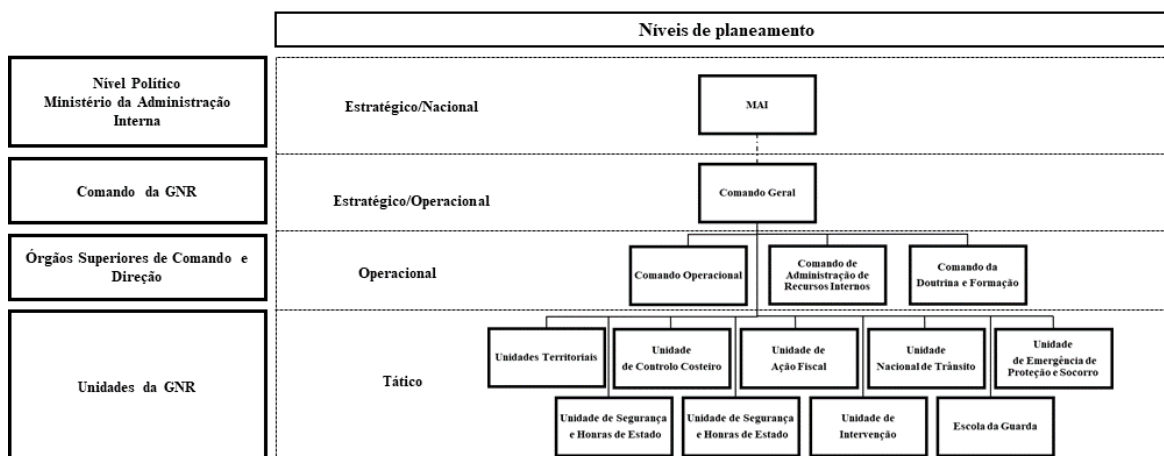 Níveis de planeamento
Nível Político
Ministério da Administração
Interna
Estratégico/Nacional
MAI
Comando da GNR
Estratégico/Operacional
Comando Geral
Órgãos Superiores de Comando e
Direção
Operacional
Comando Operacional
Comando de
Administração de
Recursos Internos
Comando da
Doutrina e Formação
Unidades da GNR
Tático
Unidades Territoriais
Unidade
de Controlo Costeiro
Unidade de
Ação Fiscal
Unidade
Nacional de Trânsito
Unidade
de Emergência de
Proteção e Socorro
Unidade de Segurança
e Honras de Estado
Unidade de Segurança
e Honras de Estado
Unidade de
Intervenção
Escola da Guarda